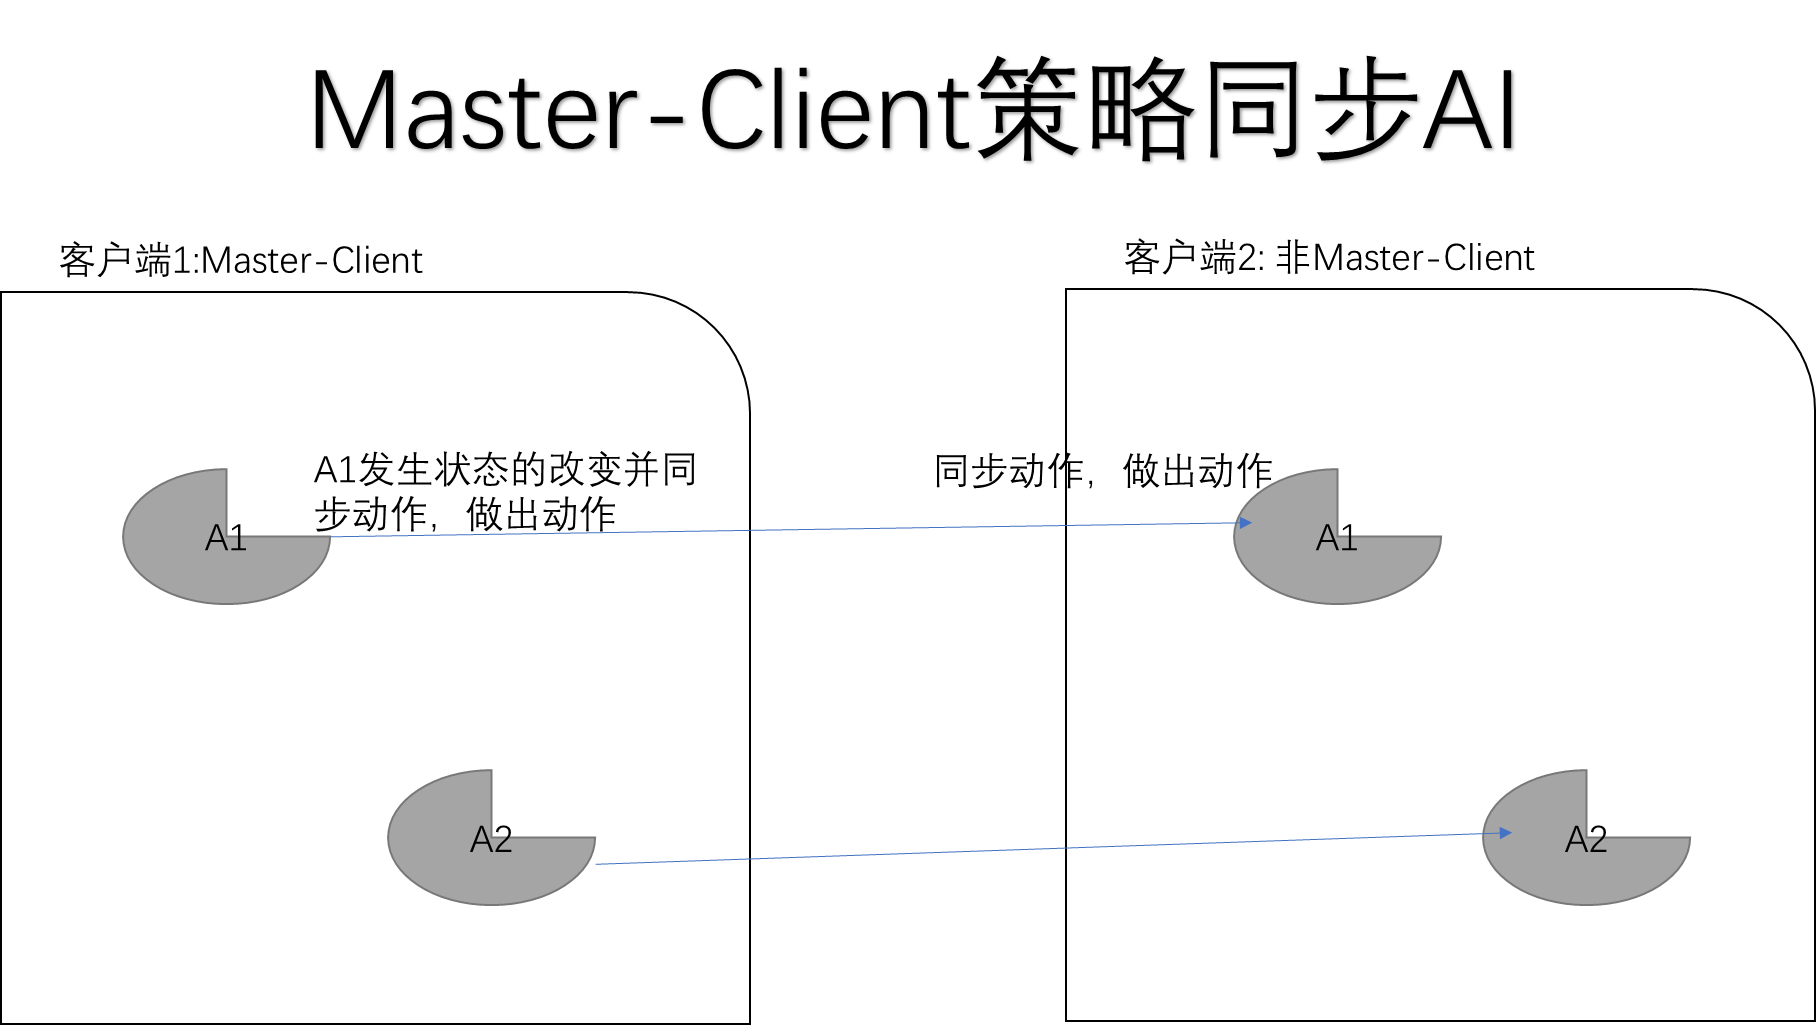 Master-Client策略同步AI
客户端1:Master-Client
客户端2: 非Master-Client
A1发生状态的改变并同
步动作，做出动作
同步动作，做出动作
A1
A1
A2
A2